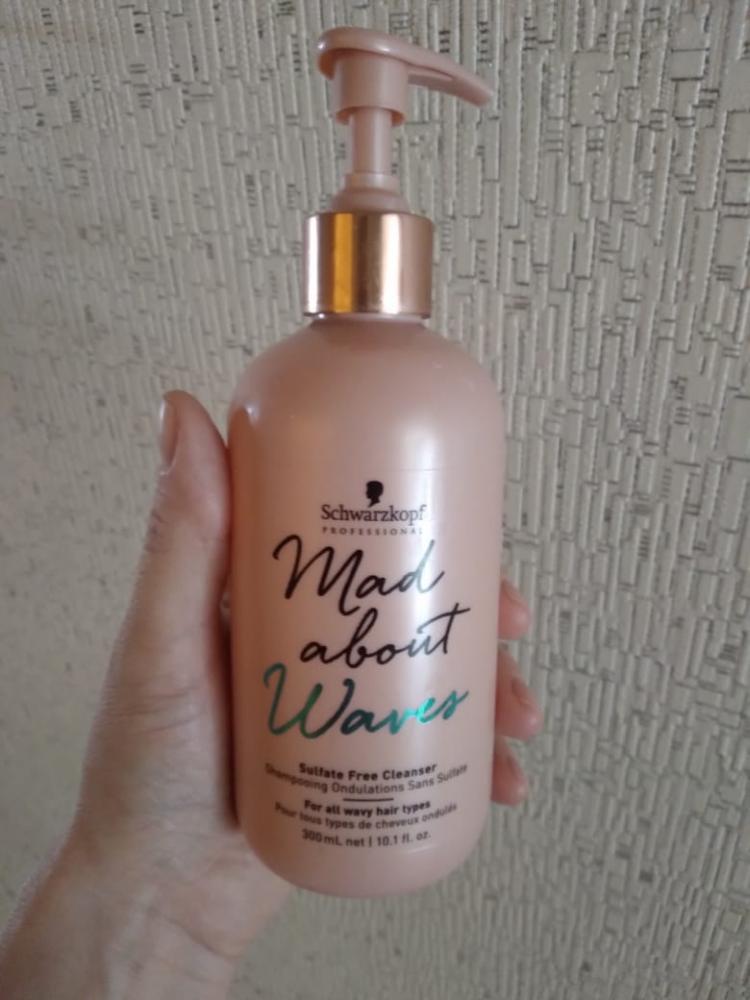 Schwarzkopf
PROFESSIONAL
Mad
about
Waves
Sulfate Free Cleanser
Shampooing Ondulations Sans Sulfate
For all wavy hair types
Pour tous types de cheveux ondulés
300 mL net | 10.1 fl. oz.